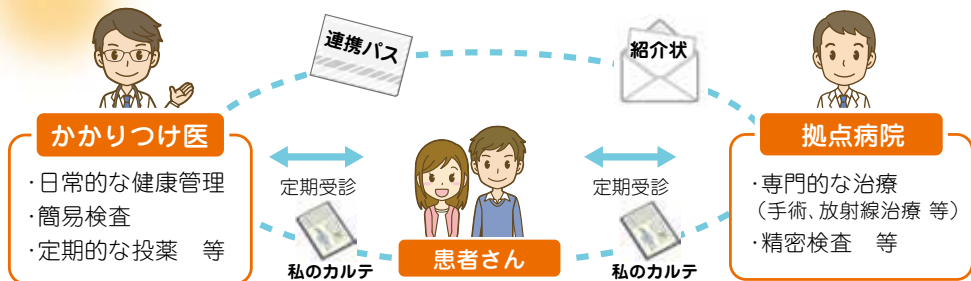 連携パス
紹介状
かかりつけ医
・日常的な健康管理
・簡易検査
・定期的な投薬　等
定期受診
私のカルテ
患者さん
定期受診
私のカルテ
拠点病院
・専門的な治療
（手術、放射線治療 等）
・精密検査　等